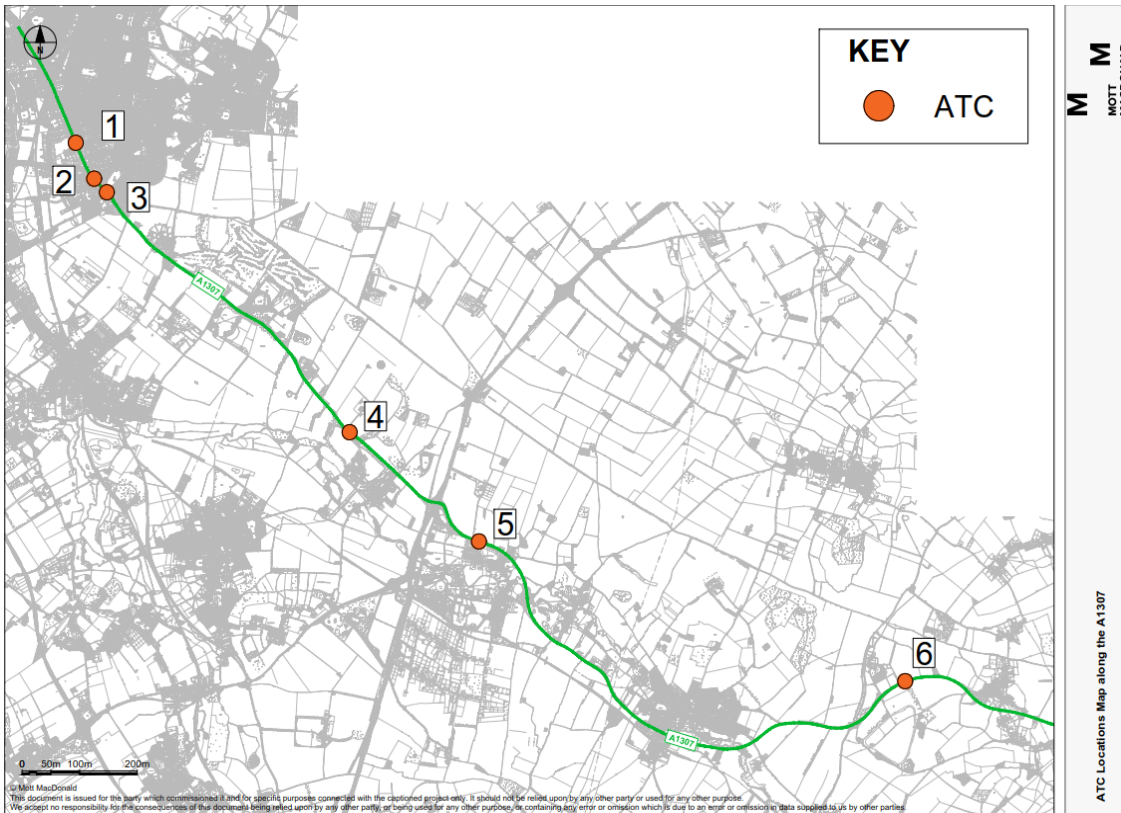 N
KEY
ATC
1
2
3
A1307
4
5
6
A1307
0 50m 100m 200m
© Mott MacDonald
This document is issued for the party which commissioned it and for specific purposes connected with the captioned project only. It should not be relied upon by any other party or used for any other purpose.
We accept no responsibility for the consequences of this document being relied upon by any other party, or being used for any other purpose, or containing any error or omission which is due to an error or omission in data supplied to us by other parties.
M M
MOTT
ATC Locations Map along the A1307